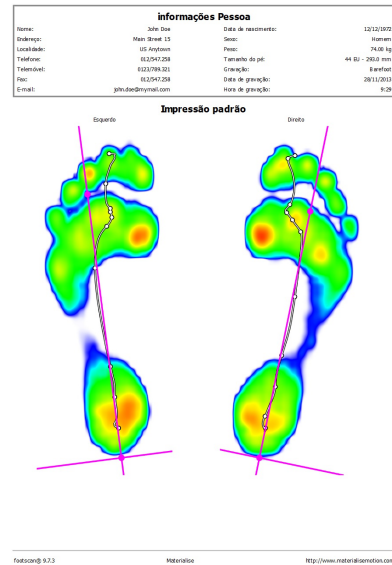 informações Pessoa
Nome: John Doe Data de nascimento: 12/12/1972
Endereço: Main Street 15 Sexo: Homem
Localidade: US Anytown Peso: 74.00 kg
Telefone: 012/547.258 Tamanho do pé: 44 EU - 293.0 mm
Telemóvel: 0123/789.321 Gravação: Barefoot
Fax: 012/547.258 Data de gravação: 28/11/2013
E-mail: john.doe@mymail.com Hora de gravação: 9:29
Impressão padrão
Esquerdo Direito
footscan@ 9.7.3 Materialise http://www.materialisemotion.com